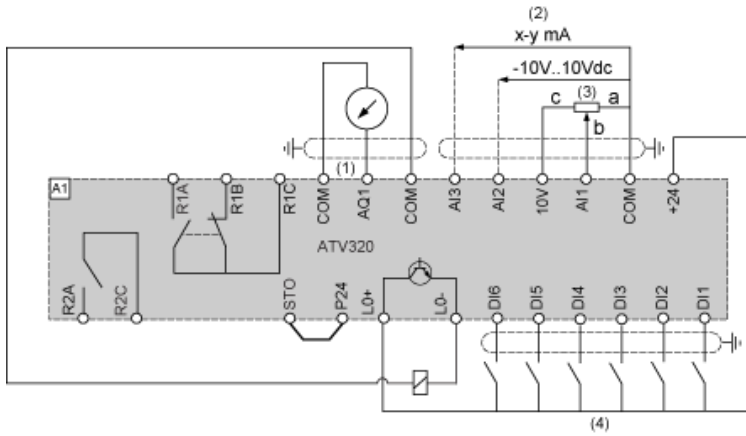 (2)
x-y mA
-10V..10Vdc
c (3) a
b
(1)
A1
R1A R1B R1C COM AQ1 COM AI3 AI2 10V AI1 COM +24
ATV320
R2A R2C STO P24 L0+ L0- DI6 DI5 DI4 DI3 DI2 DI1
(4)